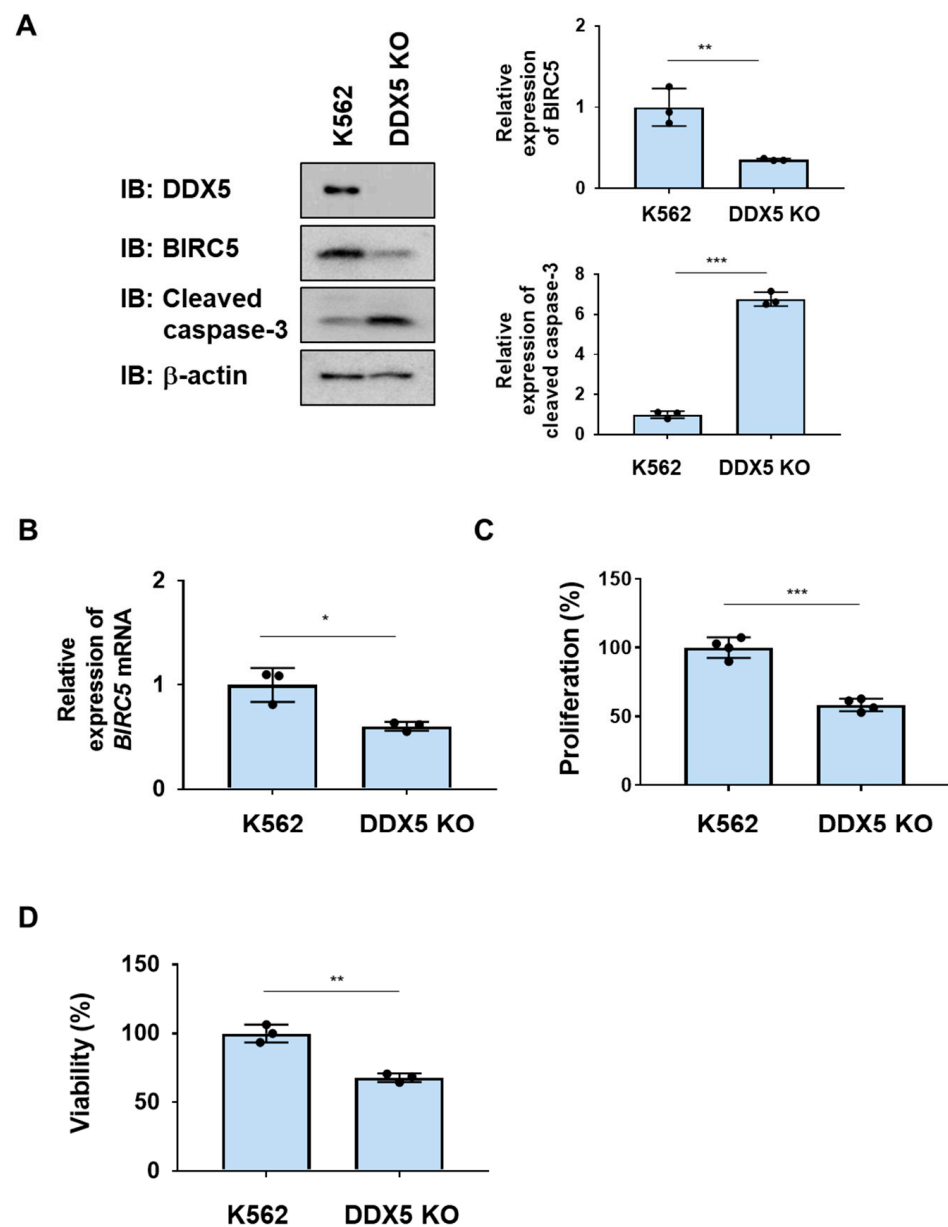 A
K562
DDX5 KO
IB: DDX5
IB: BIRC5
IB: Cleaved
caspase-3
IB: β-actin
Relative
expression
of BIRC5
2
1
0
**
K562
DDX5 KO
Relative
expression of
cleaved caspase-3
8
6
4
2
0
***
K562
DDX5 KO
B
Relative
expression of
BIRC5 mRNA
2
1
0
*
K562
DDX5 KO
C
Proliferation (%)
150
100
50
0
***
K562
DDX5 KO
D
Viability (%)
150
100
50
0
**
K562
DDX5 KO